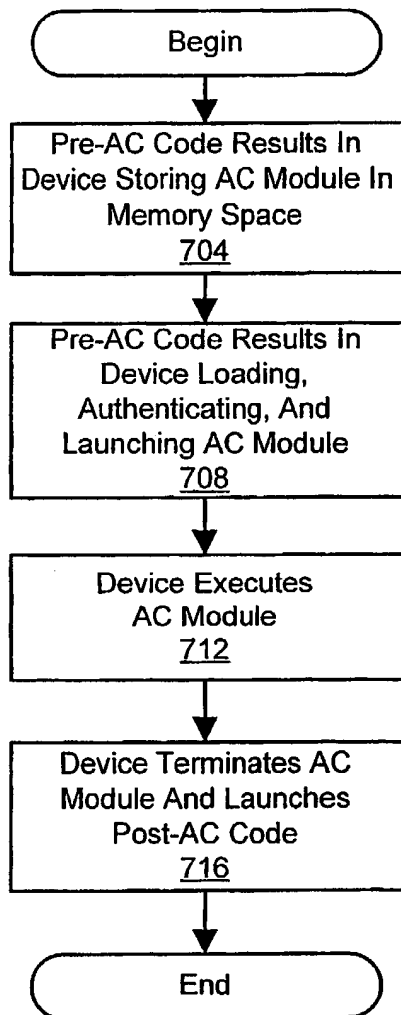 Begin
Pre-AC Code Results In
Device Storing AC Module In
Memory Space
704
Pre-AC Code Results In
Device Loading,
Authenticating, And
Launching AC Module
708
Device Executes
AC Module
712
Device Terminates AC
Module And Launches
Post-AC Code
716
End